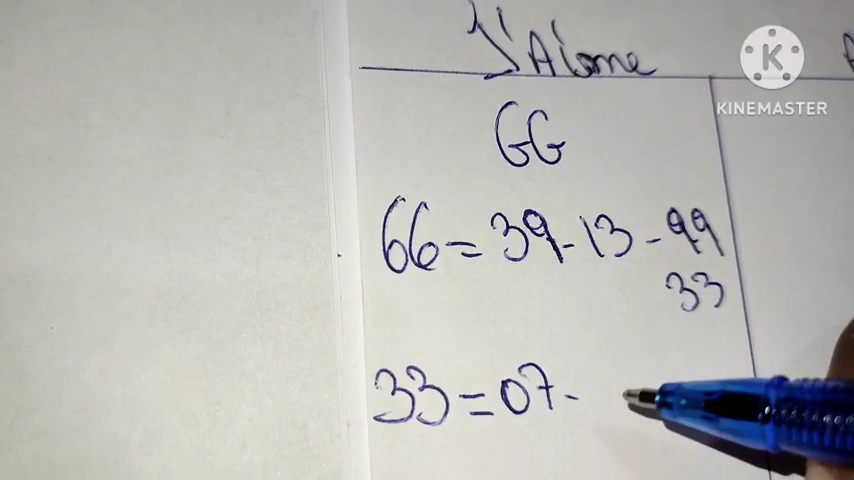 J'Aime
K
KINEMASTER
GG
66 = 39 - 13 - 99
33
33 = 07 -